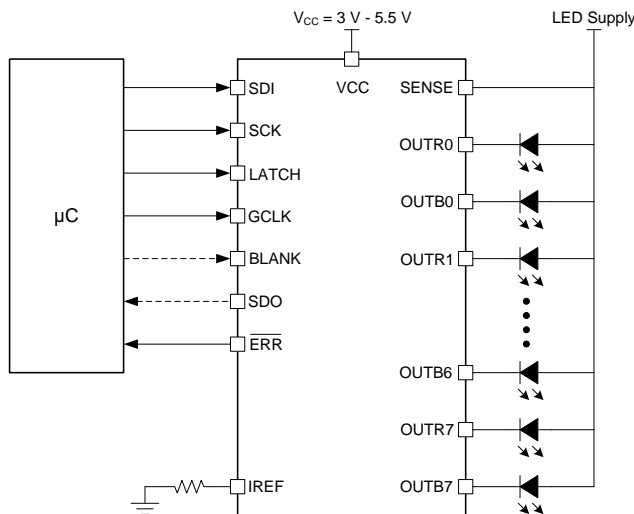 V_CC = 3 V - 5.5 V
LED Supply
VCC
SENSE
SDI
SCK
LATCH
GCLK
BLANK
SDO
ERR
IREF
μC
OUTR0
OUTB0
OUTR1
OUTB6
OUTR7
OUTB7